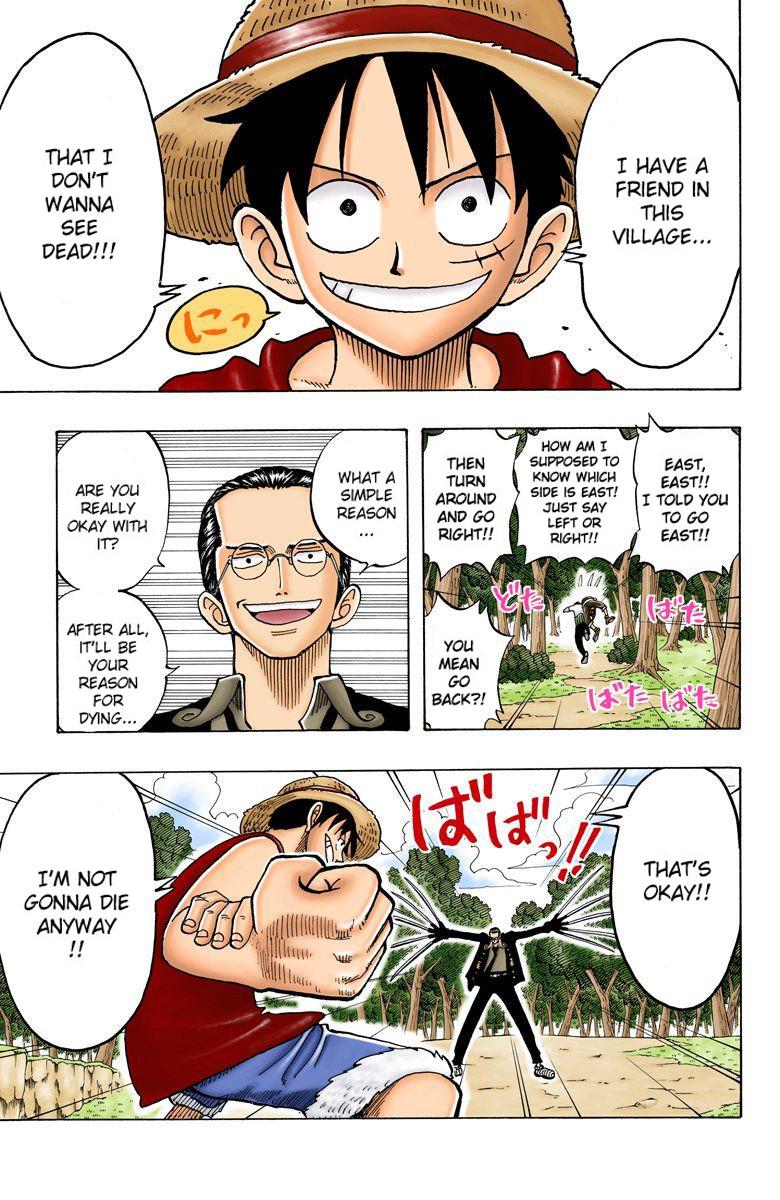 I HAVE A
FRIEND IN
THIS
VILLAGE...
THAT I
DON'T
WANNA
SEE
DEAD!!!
にっ
EAST,
EAST!!
I TOLD YOU
TO GO
EAST!!
HOW AM I
SUPPOSED TO
KNOW WHICH
SIDE IS EAST!
JUST SAY
LEFT OR
RIGHT!!
THEN
TURN
AROUND
AND GO
RIGHT!!
YOU
MEAN
GO
BACK?!
どた
ばた
ばた
ばた
WHAT A
SIMPLE
REASON
...
ARE YOU
REALLY
OKAY WITH
IT?
AFTER ALL,
IT'LL BE
YOUR
REASON
FOR
DYING...
THAT'S
OKAY!!
ばばっ!!
I'M NOT
GONNA DIE
ANYWAY
!!